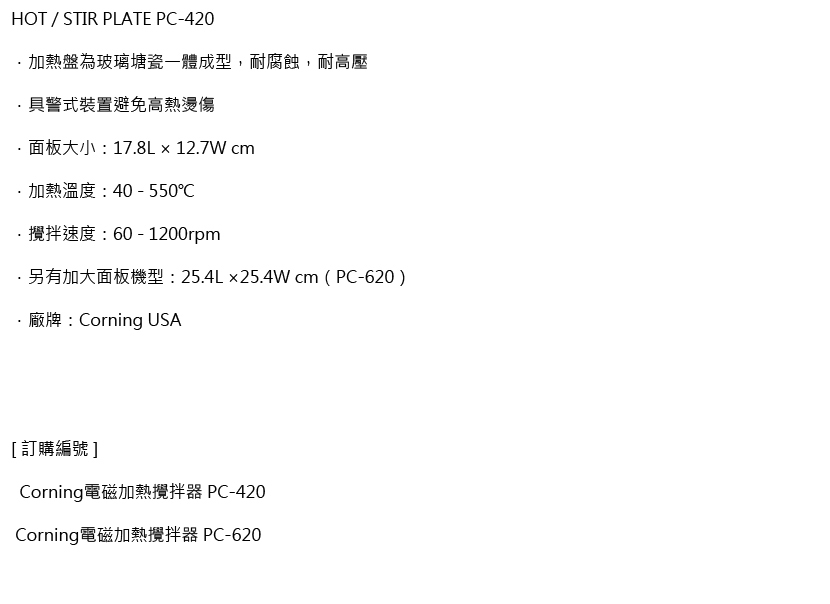 HOT / STIR PLATE PC-420
．加熱盤為玻璃塘瓷一體成型，耐腐蝕，耐高壓
．具警式裝置避免高熱燙傷
．面板大小：17.8L × 12.7W cm
．加熱溫度：40 - 550℃
．攪拌速度：60 - 1200rpm
．另有加大面板機型：25.4L ×25.4W cm（ PC-620 ）
．廠牌：Corning USA
[ 訂購編號 ]
Corning電磁加熱攪拌器 PC-420
Corning電磁加熱攪拌器 PC-620